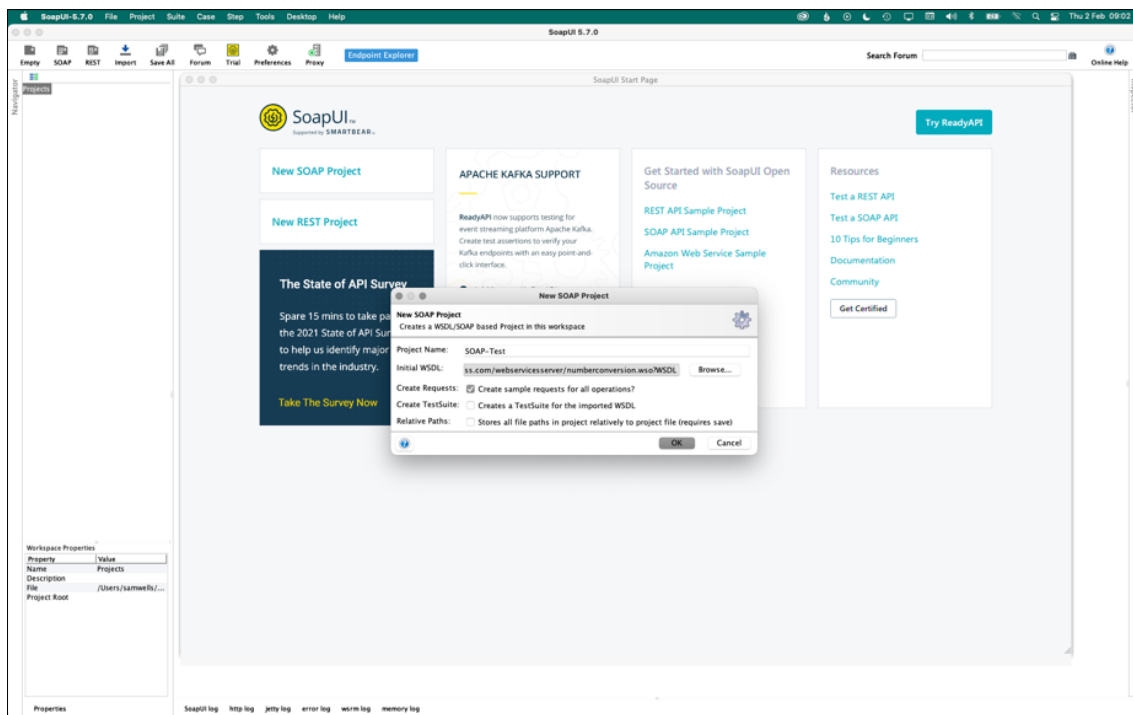 SoapUI-5.7.0 File Project Suite Case Step Tools Desktop Help Thu 2 Feb 09:02
SoapUI 5.7.0
Empty SOAP REST Import Save All Forum Trial Preferences Proxy Endpoint Explorer Search Forum Online Help
Navigator
Projects
SoapUI Start Page
SoapUI™
Supported by SMARTBEAR™
Try ReadyAPI
New SOAP Project
New REST Project
The State of API Survey
Spare 15 mins to take pa
the 2021 State of API Sur
to help us identify major
trends in the industry.
Take The Survey Now
APACHE KAFKA SUPPORT
ReadyAPI now supports testing for
event streaming platform Apache Kafka.
Create test assertions to verify your
Kafka endpoints with an easy point-and-
click interface.
Get Started with SoapUI Open
Source
REST API Sample Project
SOAP API Sample Project
Amazon Web Service Sample
Project
Resources
Test a REST API
Test a SOAP API
10 Tips for Beginners
Documentation
Community
Get Certified
New SOAP Project
New SOAP Project
Creates a WSDL/SOAP based Project in this workspace
Project Name: SOAP-Test
Initial WSDL: ss.com/webservicesserver/numberconversion.wso?WSDL Browse...
Create Requests: Create sample requests for all operations?
Create TestSuite: Creates a TestSuite for the imported WSDL
Relative Paths: Stores all file paths in project relatively to project file (requires save)
OK Cancel
Workspace Properties
Property Value
Name Projects
Description
File /Users/samwells/...
Project Root
Properties
SoapUI log http log jetty log error log wsrm log memory log